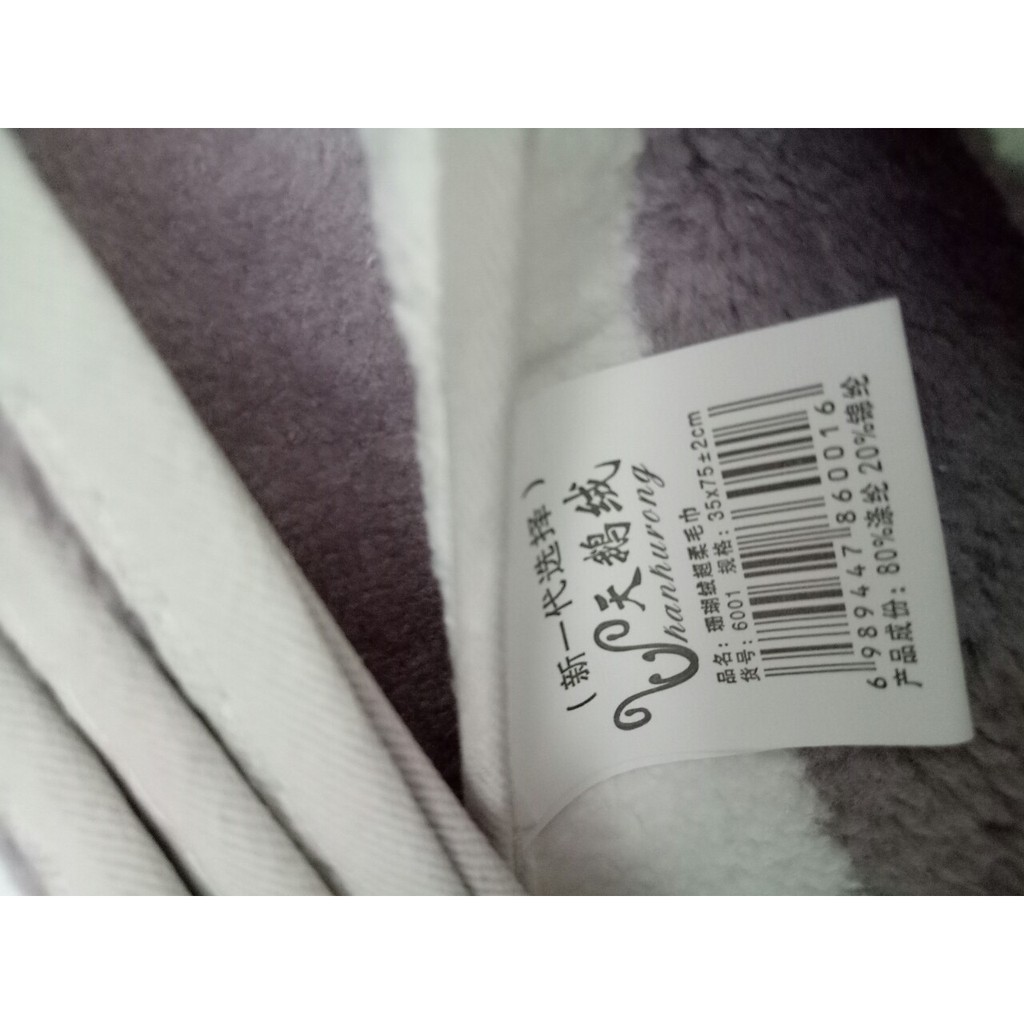 （新一代选择）
天鹅绒
hanhurong
品名：珊瑚绒超柔毛巾
货号：6001 规格：35x75±2cm
6989447860016
产品成份：80%涤纶 20%锦纶